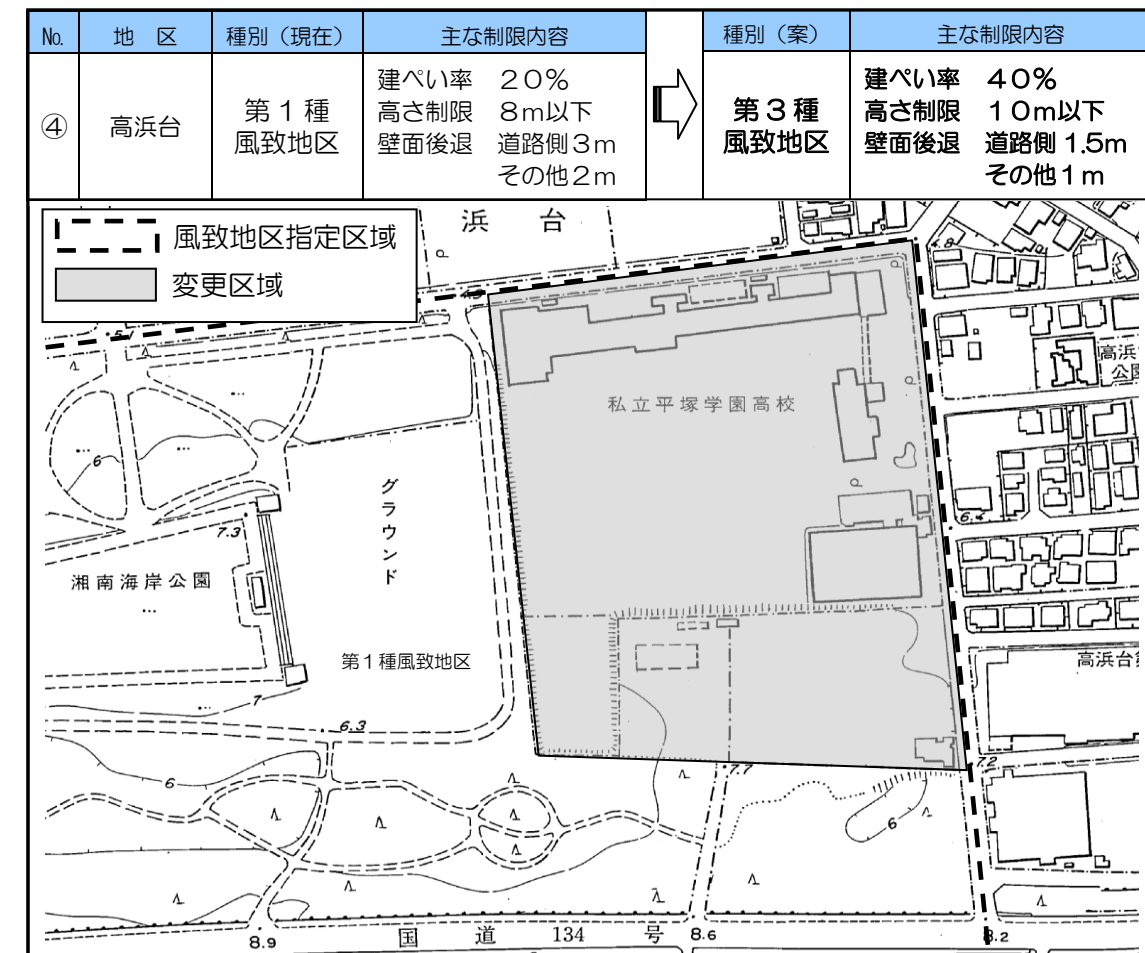 No. 地 区 種別（現在） 主な制限内容 種別（案） 主な制限内容
④ 高浜台
第１種
風致地区
建ぺい率 ２０％
高さ制限 ８ｍ以下
壁面後退 道路側３ｍ
その他２ｍ
第３種
風致地区
建ぺい率 ４０％
高さ制限 １０ｍ以下
壁面後退 道路側 1.5ｍ
その他１ｍ
風致地区指定区域
変更区域
浜 台
4.8
高浜
公園
私立平塚学園高校
グラウンド
6
7.3
6.4
湘南海岸公園
第１種風致地区
高浜台
7
6.3
7.2
7.7
6
6
国 道 134 号
8.9
8.6
8.2